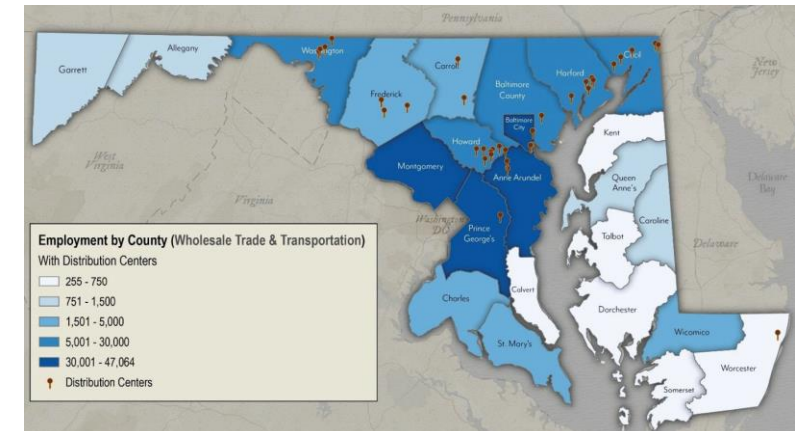 Pennsylvania
Garrett
Allegany
Washington
Frederick
Carroll
Baltimore
County
Harford
Cecil
New
Jersey
Baltimore
City
Howard
Kent
West
Virginia
Montgomery
Anne Arundel
Queen
Anne's
Delaware
Bay
Virginia
Washington
DC
Prince
George's
Caroline
Talbot
Delaware
Calvert
Charles
Dorchester
St. Mary's
Wicomico
Worcester
Somerset
Employment by County (Wholesale Trade & Transportation)
With Distribution Centers
255 - 750
751 - 1,500
1,501 - 5,000
5,001 - 30,000
30,001 - 47,064
Distribution Centers